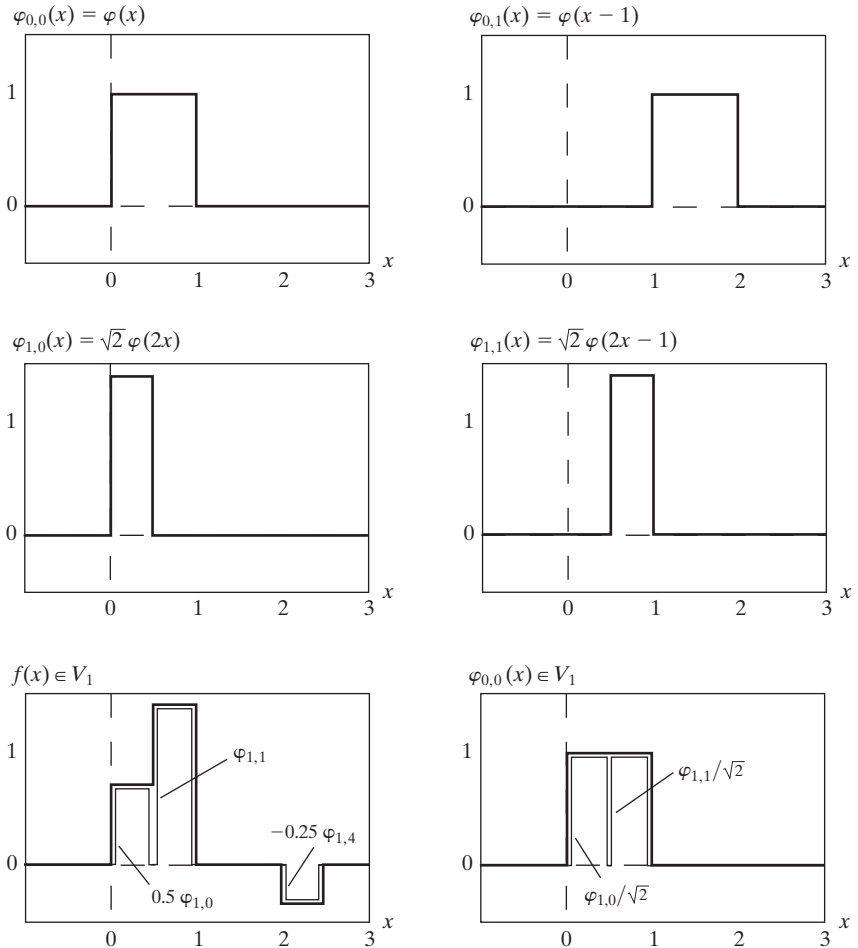 φ0,0(x) = φ(x)
1
0
0 1 2 3 x
φ0,1(x) = φ(x − 1)
1
0
0 1 2 3 x
φ1,0(x) = √2 φ(2x)
1
0
0 1 2 3 x
φ1,1(x) = √2 φ(2x − 1)
1
0
0 1 2 3 x
f(x) ∈ V1
1
φ1,1
−0.25 φ1,4
0
0.5 φ1,0
0 1 2 3 x
φ0,0 (x) ∈ V1
1
φ1,1/√2
0
φ1,0/√2
0 1 2 3 x